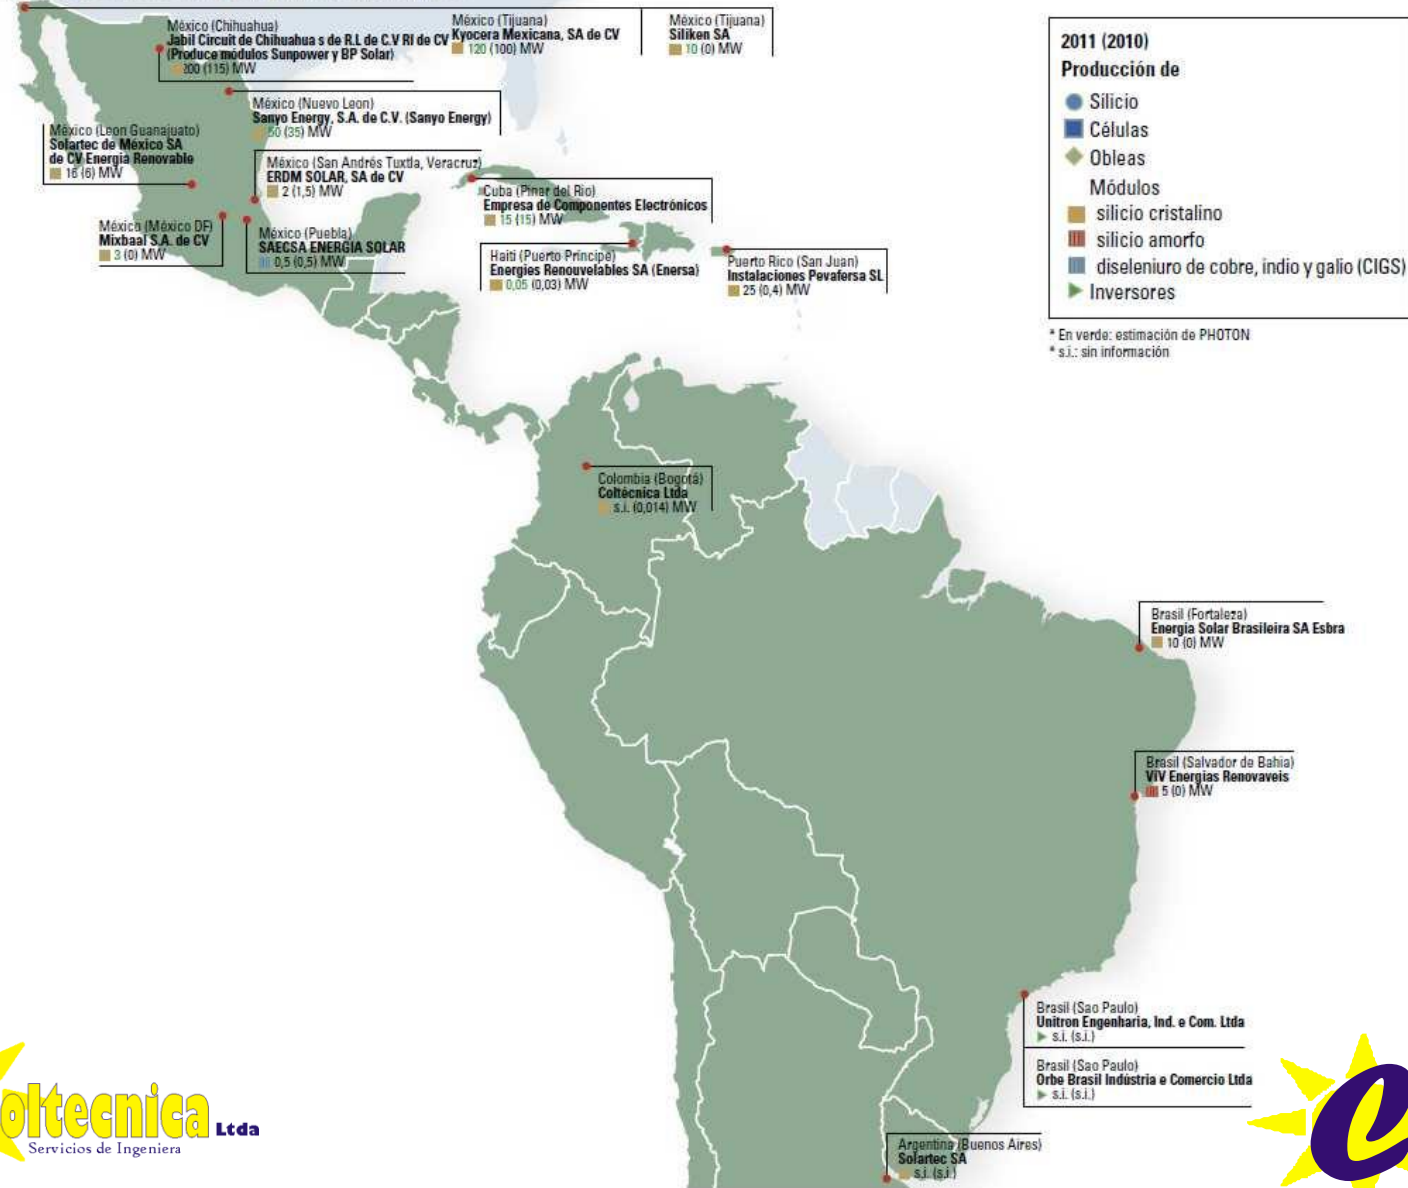 México (Chihuahua)
Jabil Circuit de Chihuahua s de R.L de C.V RI de CV
(Produce módulos Sunpower y BP Solar)
200 (115) MW
México (Tijuana)
Kyocera Mexicana, SA de CV
120 (100) MW
México (Tijuana)
Siliken SA
10 (0) MW
México (Nuevo Leon)
Sanyo Energy, S.A. de C.V. (Sanyo Energy)
50 (35) MW
México (Leon Guanajuato)
Solartec de México SA
de CV Energia Renovable
16 (6) MW
México (San Andrés Tuxtla, Veracruz)
ERDM SOLAR, SA de CV
2 (1,5) MW
México (México DF)
Mixbaal S.A. de CV
3 (0) MW
México (Puebla)
SAECSA ENERGIA SOLAR
0,5 (0,5) MW
Cuba (Pinar del Rio)
Empresa de Componentes Electrónicos
15 (15) MW
Haiti (Puerto Principe)
Energies Renouvelables SA (Enersa)
0,05 (0,03) MW
Puerto Rico (San Juan)
Instalaciones Pevafersa SL
25 (0,4) MW
2011 (2010)
Producción de
Silicio
Células
Obleas
Módulos
silicio cristalino
silicio amorfo
diseleniuro de cobre, indio y galio (CIGS)
Inversores
* En verde: estimación de PHOTON
* s.i.: sin información
Colombia (Bogotá)
Coltécnica Ltda
s.i. (0,014) MW
Brasil (Fortaleza)
Energia Solar Brasileira SA Esbra
10 (0) MW
Brasil (Salvador de Bahia)
ViV Energias Renovaveis
5 (0) MW
Brasil (Sao Paulo)
Unitron Engenharia, Ind. e Com. Ltda
s.i. (s.i.)
Brasil (Sao Paulo)
Orbe Brasil Indústria e Comercio Ltda
s.i. (s.i.)
Argentina (Buenos Aires)
Solartec SA
s.i. (s.i.)
oltecnica Ltda
Servicios de Ingeniera
e